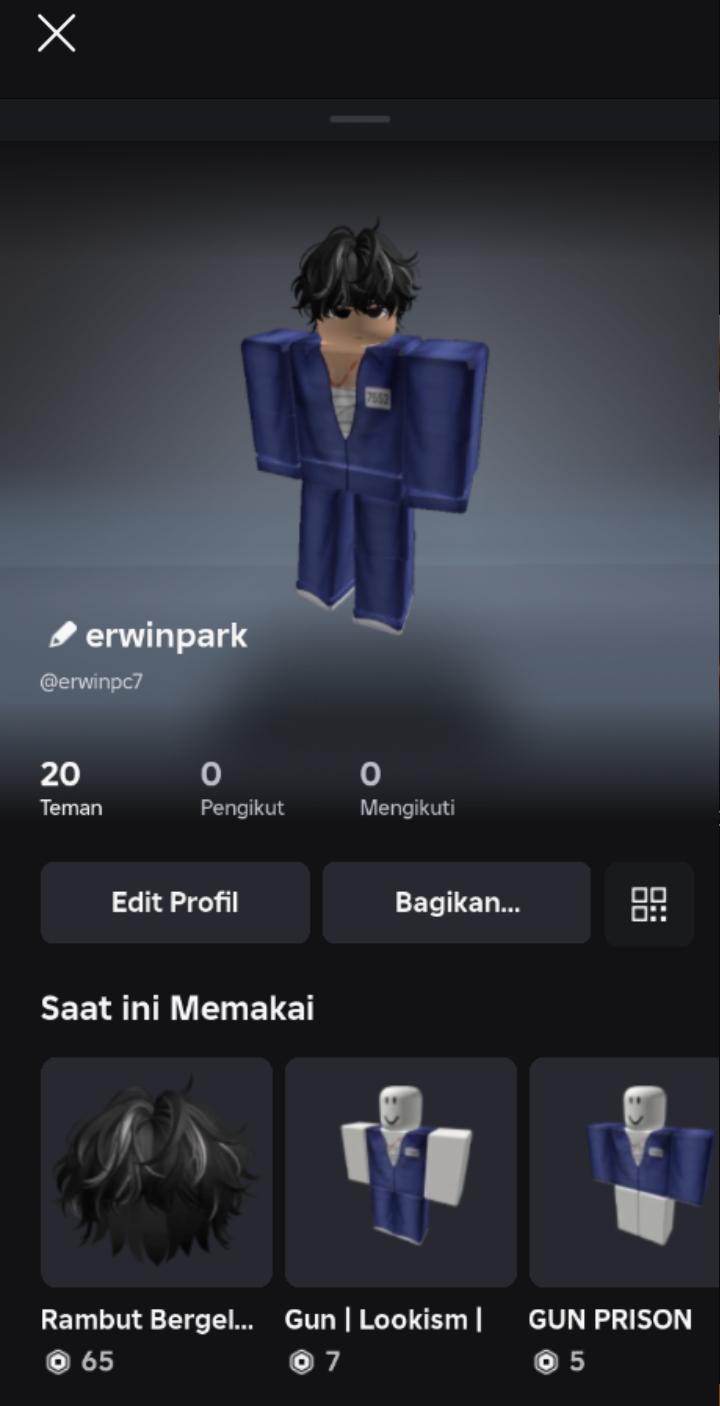 7552
erwinpark
@erwinpc7
20 0 0
Teman Pengikut Mengikuti
Edit Profil Bagikan...
Saat ini Memakai
Rambut Bergel... Gun | Lookism | GUN PRISON
65 7 5